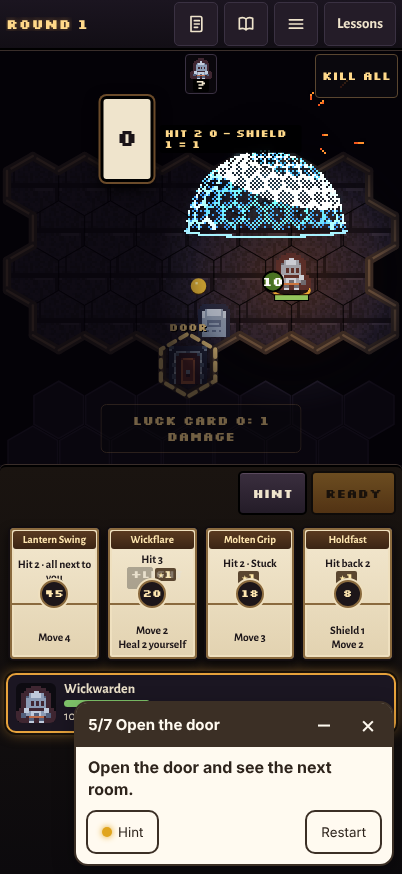 ROUND 1
Lessons
?
KILL ALL
0
HIT 2 0 - SHIELD
1 = 1
10
DOOR
LUCK CARD 0: 1
DAMAGE
HINT
READY
Lantern Swing
Hit 2 · all next to
you
45
Move 4
Wickflare
Hit 3
20
Move 2
Heal 2 yourself
Molten Grip
Hit 2 · Stuck
18
Move 3
Holdfast
Hit back 2
8
Shield 1
Move 2
Wickwarden
10
5/7 Open the door
Open the door and see the next
room.
Hint
Restart